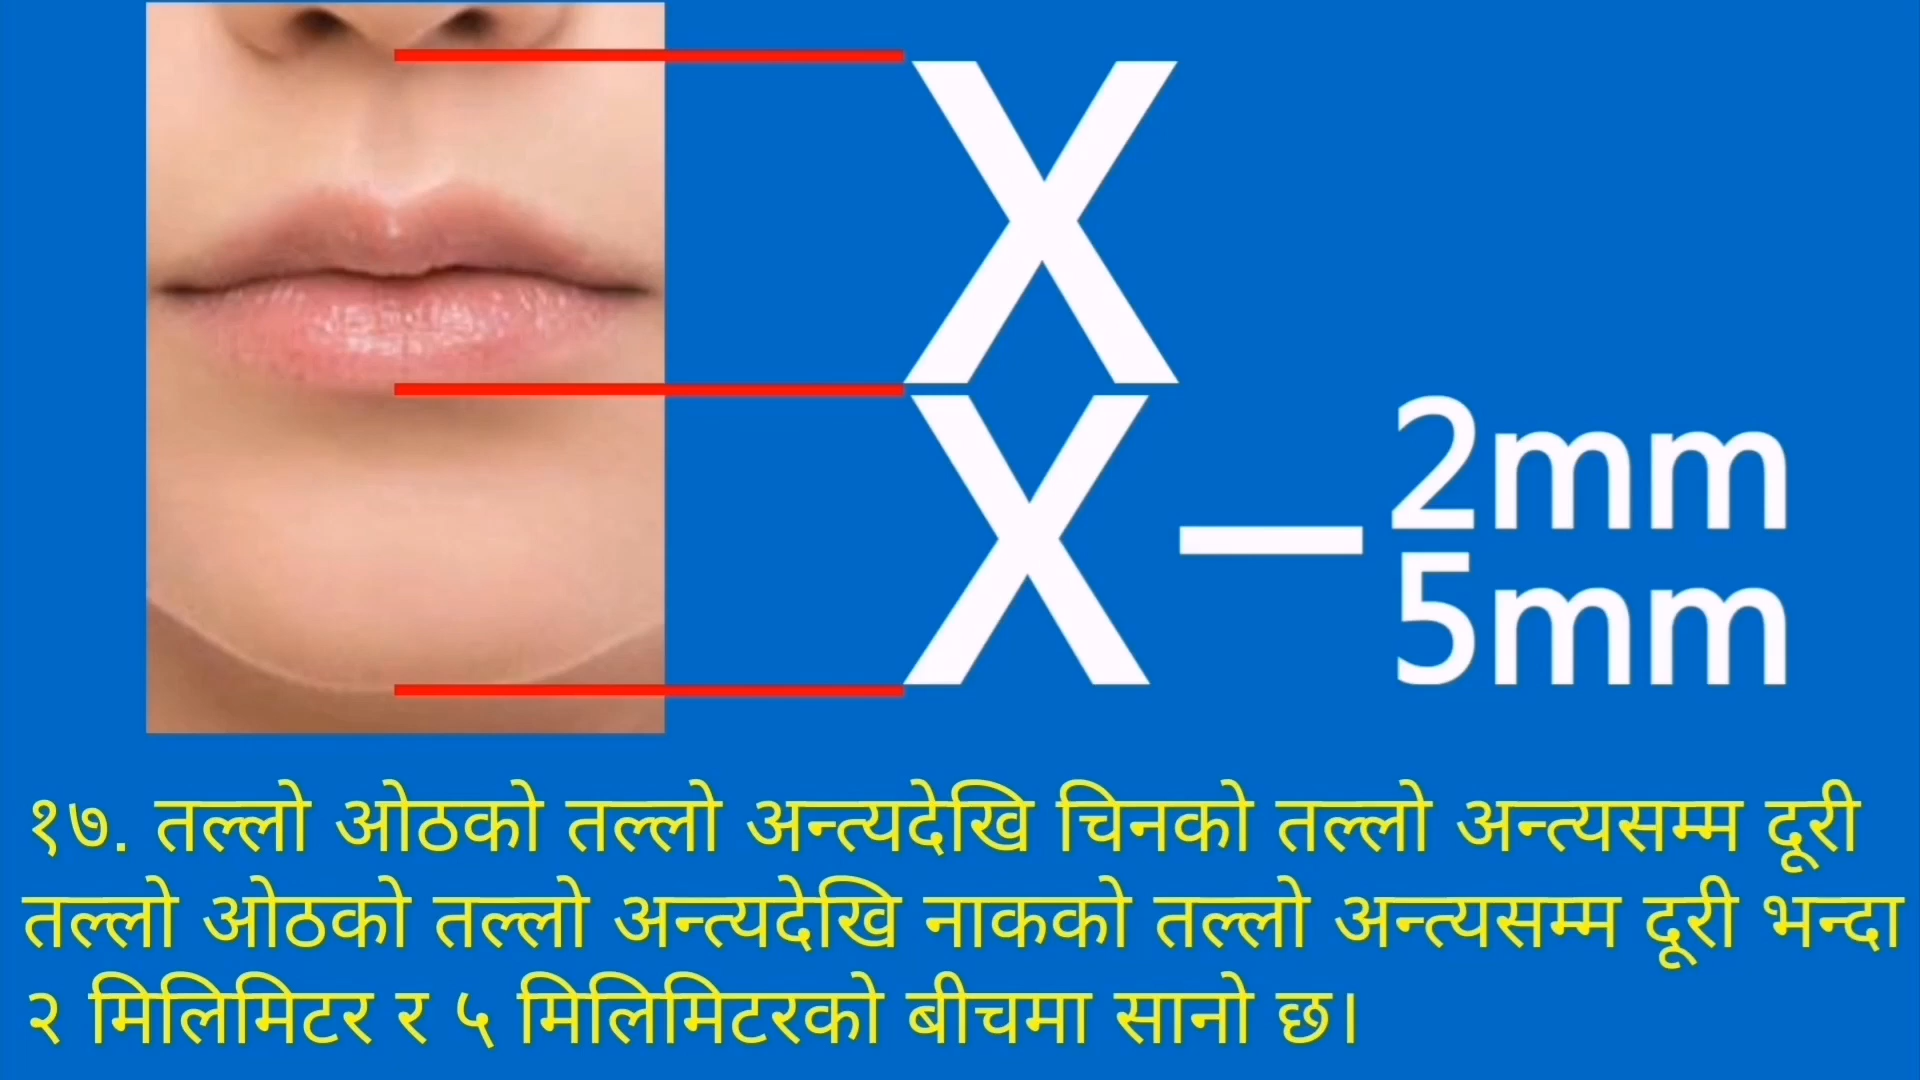 X
X — 2mm
5mm
१७. तल्लो ओठको तल्लो अन्त्यदेखि चिनको तल्लो अन्त्यसम्म दूरी
तल्लो ओठको तल्लो अन्त्यदेखि नाकको तल्लो अन्त्यसम्म दूरी भन्दा
२ मिलिमिटर र ५ मिलिमिटरको बीचमा सानो छ।